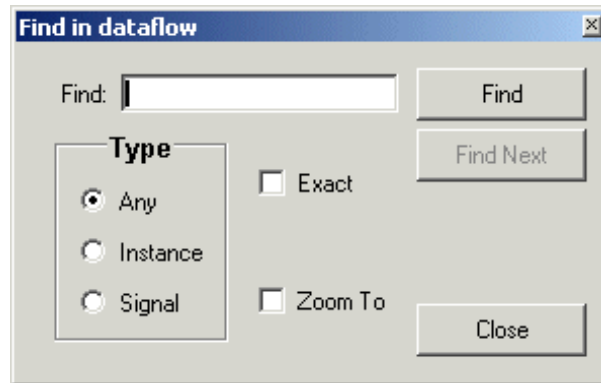 Find in dataflow
Find: Find
Type Find Next
Any Exact
Instance
Signal Zoom To
Close